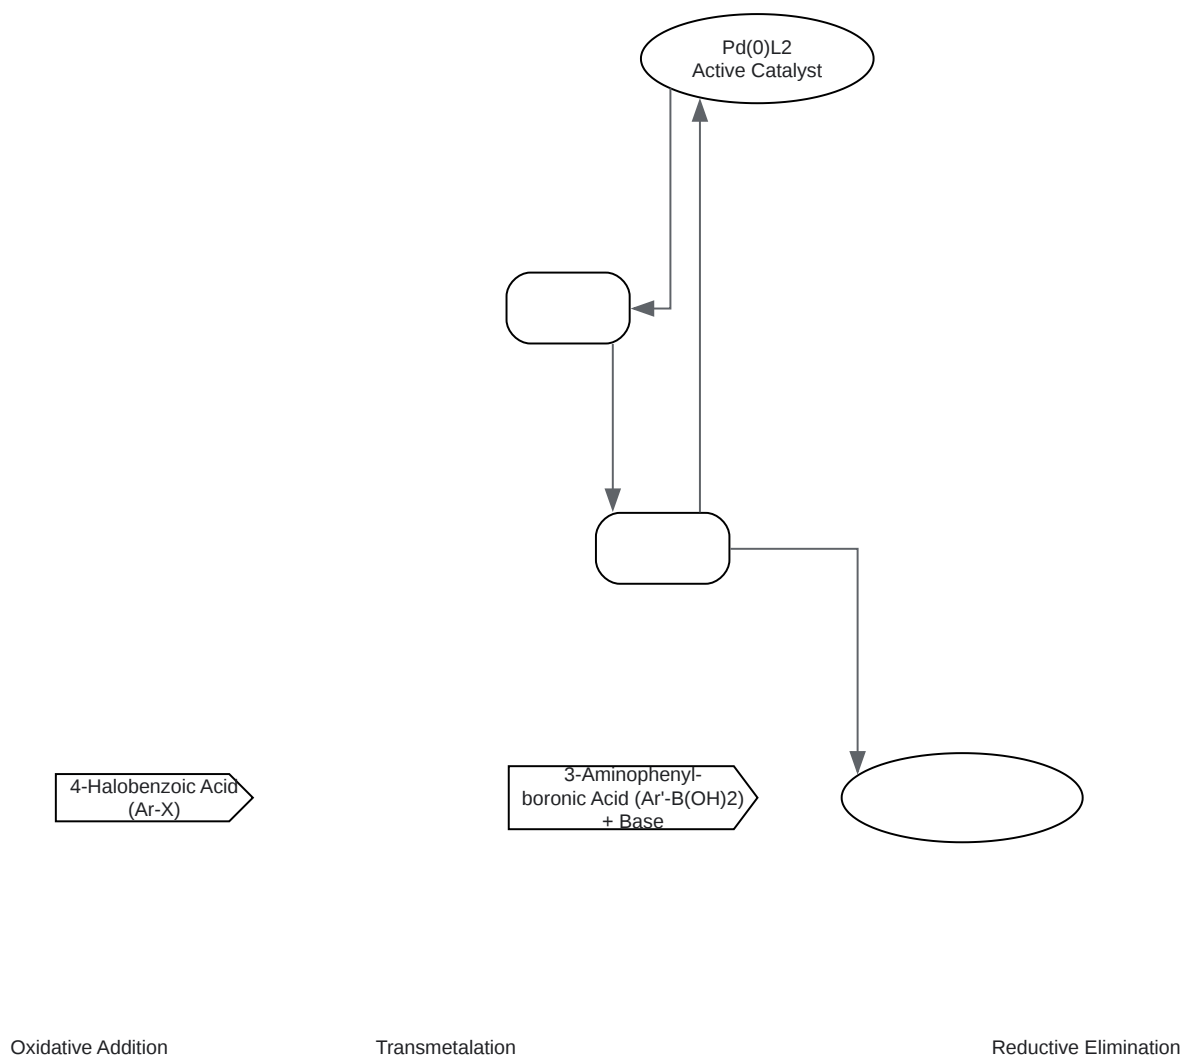 Pd(0)L2
Active Catalyst
4-Halobenzoic Acid
(Ar-X)
3-Aminophenyl-
boronic Acid (Ar'-B(OH)2)
+ Base
Oxidative Addition
Transmetalation
Reductive Elimination